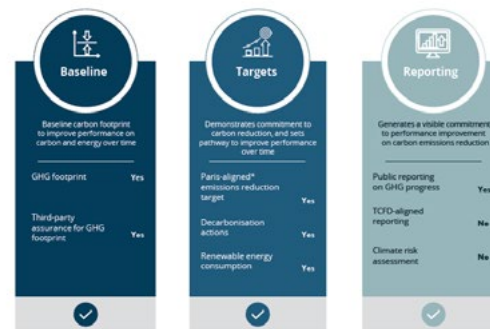 Baseline
Baseline carbon footprint
to improve performance on
carbon and energy over time
GHG footprint Yes
Third-party
assurance for GHG
footprint Yes
Targets
Demonstrates commitment to
carbon reduction, and sets
pathway to improve performance
over time
Paris-aligned*
emissions reduction
target Yes
Decarbonisation
actions Yes
Renewable energy
consumption Yes
Reporting
Generates a visible commitment
to performance improvement
on carbon emissions reduction
Public reporting
on GHG progress Yes
TCFD-aligned
reporting No
Climate risk
assessment No